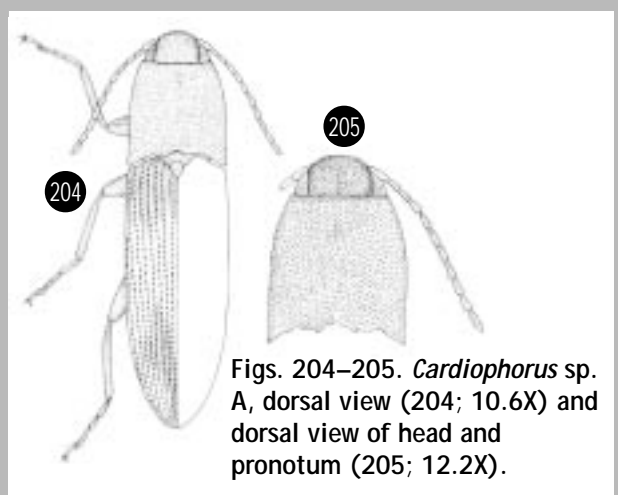 205
204
Figs. 204–205. Cardiophorus sp.
A, dorsal view (204; 10.6X) and
dorsal view of head and
pronotum (205; 12.2X).